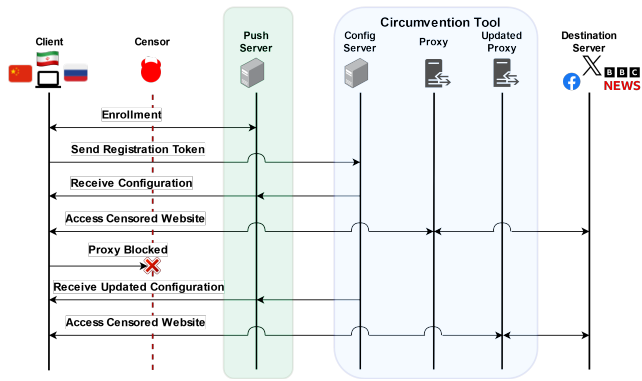 Circumvention Tool
Client
Censor
Push
Server
Config
Server
Proxy
Updated
Proxy
Destination
Server
BBC
NEWS
Enrollment
Send Registration Token
Receive Configuration
Access Censored Website
Proxy Blocked
Receive Updated Configuration
Access Censored Website